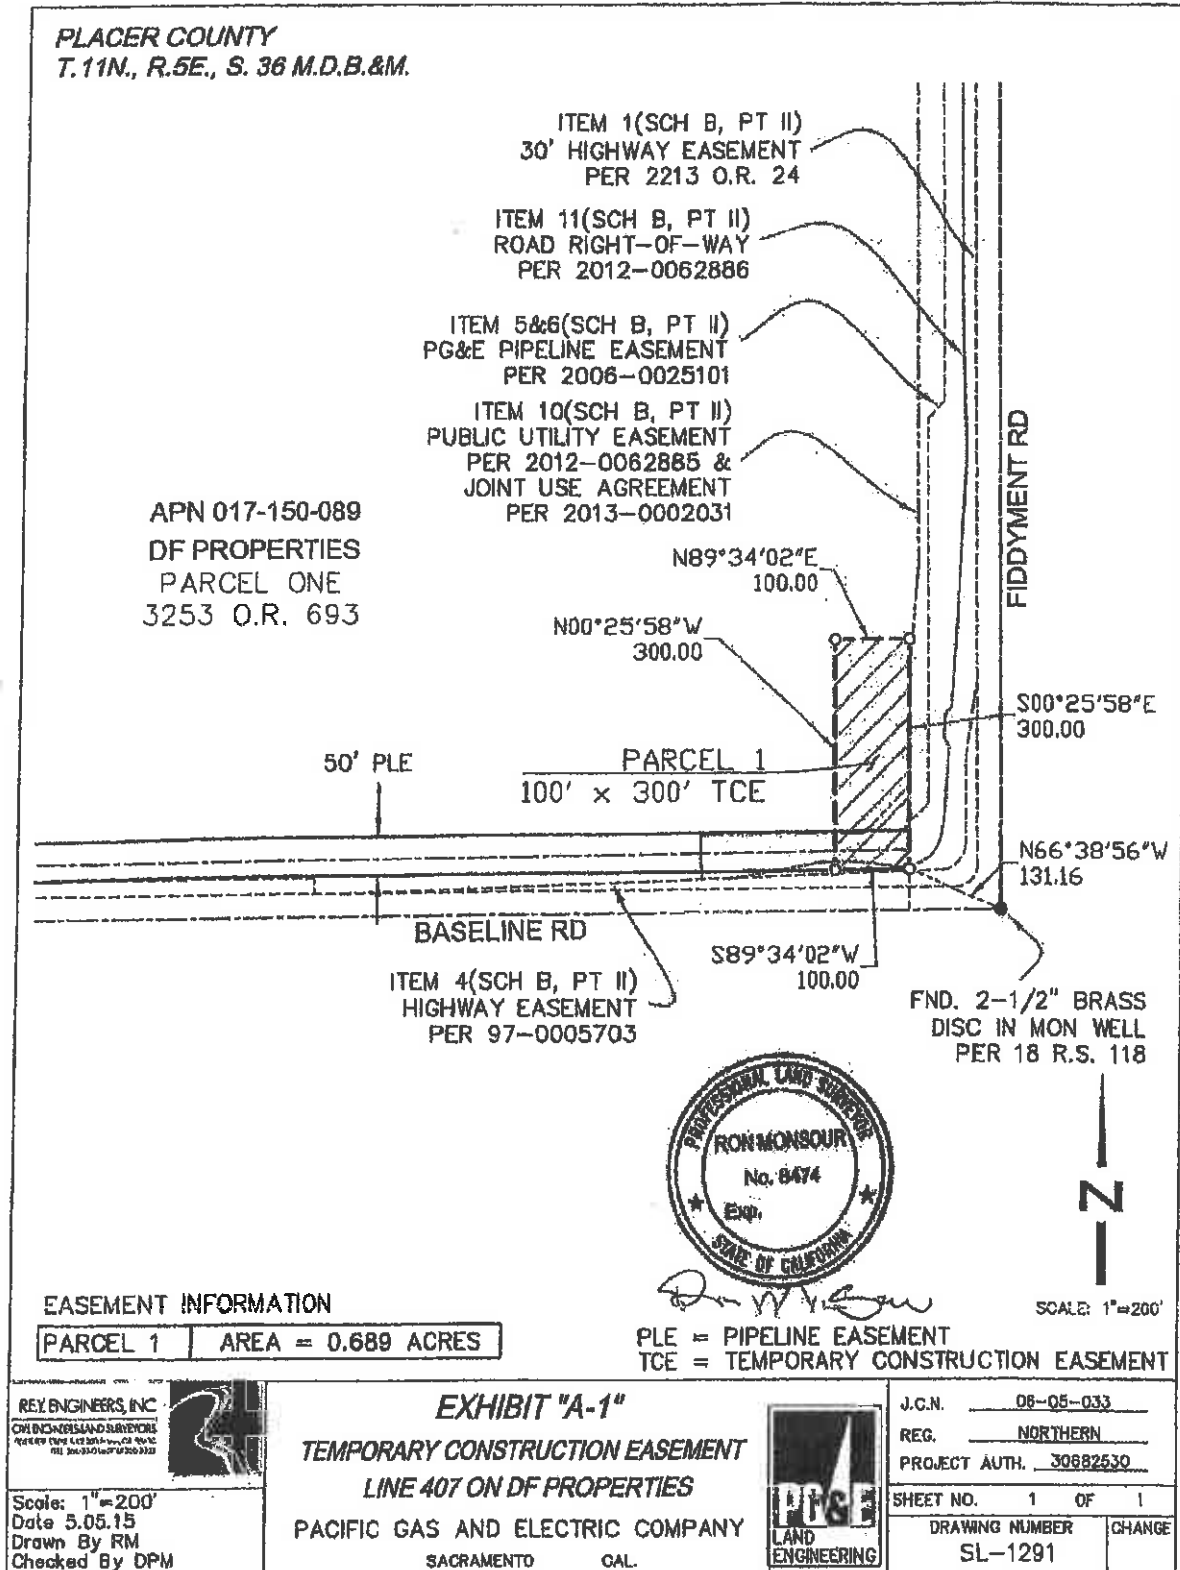 PLACER COUNTY
T.11N., R.5E., S. 36 M.D.B.&M.
ITEM 1(SCH B, PT II)
30' HIGHWAY EASEMENT
PER 2213 O.R. 24
ITEM 11(SCH B, PT II)
ROAD RIGHT-OF-WAY
PER 2012-0062886
ITEM 5&6(SCH B, PT II)
PG&E PIPELINE EASEMENT
PER 2006-0025101
ITEM 10(SCH B, PT II)
PUBLIC UTILITY EASEMENT
PER 2012-0062885 &
JOINT USE AGREEMENT
PER 2013-0002031
FIDDYMENT RD
APN 017-150-089
DF PROPERTIES
PARCEL ONE
3253 O.R. 693
N89°34'02"E
100.00
N00°25'58"W
300.00
S00°25'58"E
300.00
50' PLE
PARCEL 1
100' x 300' TCE
N66°38'56"W
131.16
BASELINE RD
S89°34'02"W
100.00
ITEM 4(SCH B, PT II)
HIGHWAY EASEMENT
PER 97-0005703
FND. 2-1/2" BRASS
DISC IN MON WELL
PER 18 R.S. 118
PROFESSIONAL LAND SURVEYOR
RON MONSOUR
No. 8474
Exp.
STATE OF CALIFORNIA
N
SCALE: 1"=200'
EASEMENT INFORMATION
PARCEL 1 AREA = 0.689 ACRES
PLE = PIPELINE EASEMENT
TCE = TEMPORARY CONSTRUCTION EASEMENT
REY ENGINEERS, INC
CIVIL ENGINEERS LAND SURVEYORS
Scale: 1"=200'
Date 5.05.15
Drawn By RM
Checked By DPM
EXHIBIT "A-1"
TEMPORARY CONSTRUCTION EASEMENT
LINE 407 ON DF PROPERTIES
PACIFIC GAS AND ELECTRIC COMPANY
SACRAMENTO CAL.
PG&E
LAND
ENGINEERING
J.C.N. 06-05-033
REG. NORTHERN
PROJECT AUTH. 30682530
SHEET NO. 1 OF 1
DRAWING NUMBER CHANGE
SL-1291